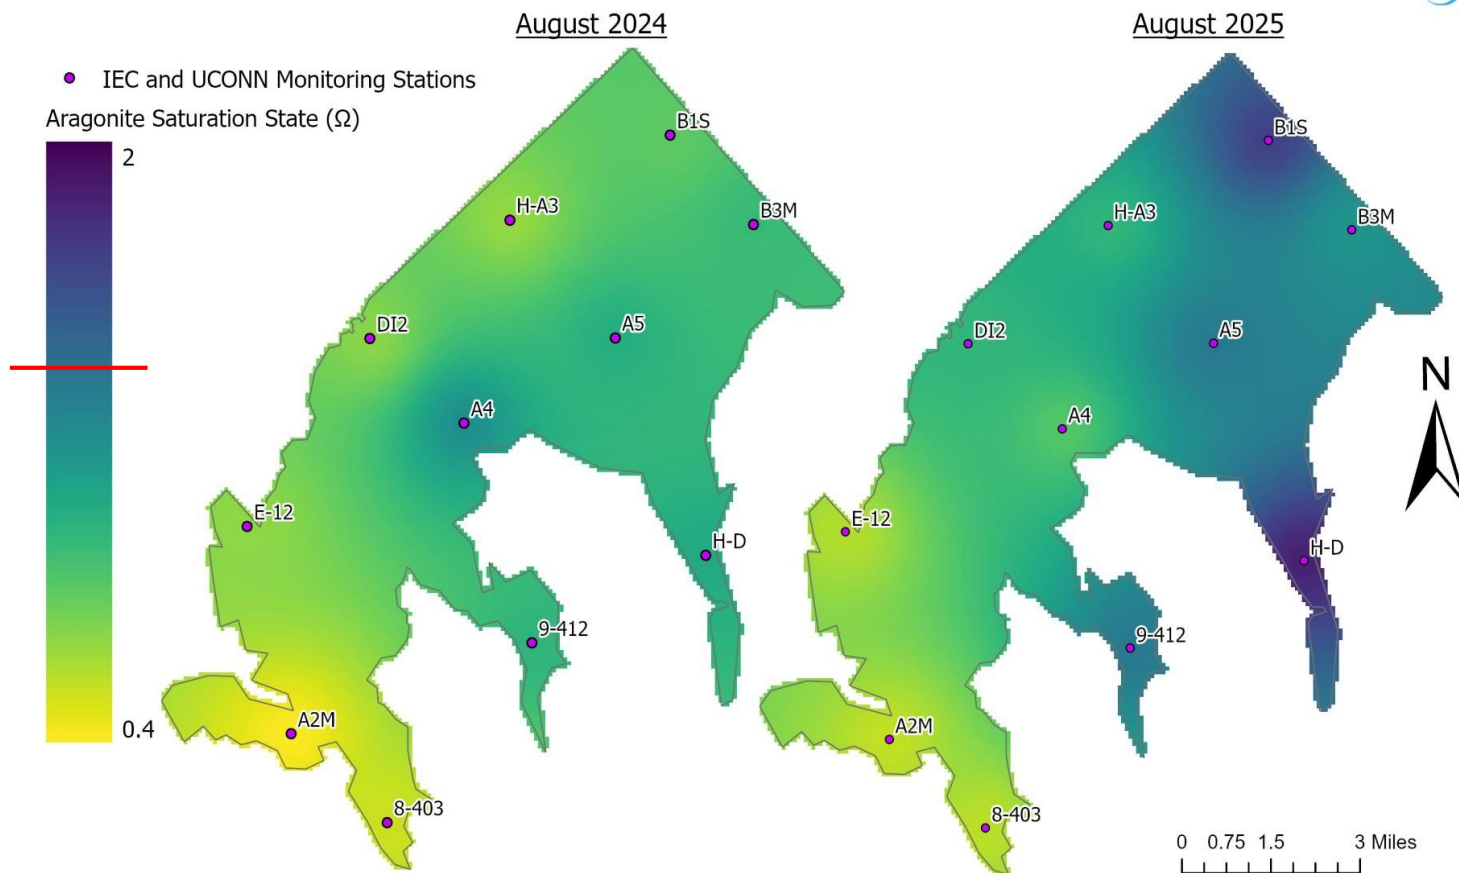 August 2024
August 2025
IEC and UCONN Monitoring Stations
Aragonite Saturation State (Ω)
2
0.4
B1S
H-A3
B3M
DI2
A5
A4
E-12
H-D
9-412
A2M
8-403
B1S
H-A3
B3M
DI2
A5
A4
E-12
H-D
9-412
A2M
8-403
N
0 0.75 1.5 3 Miles